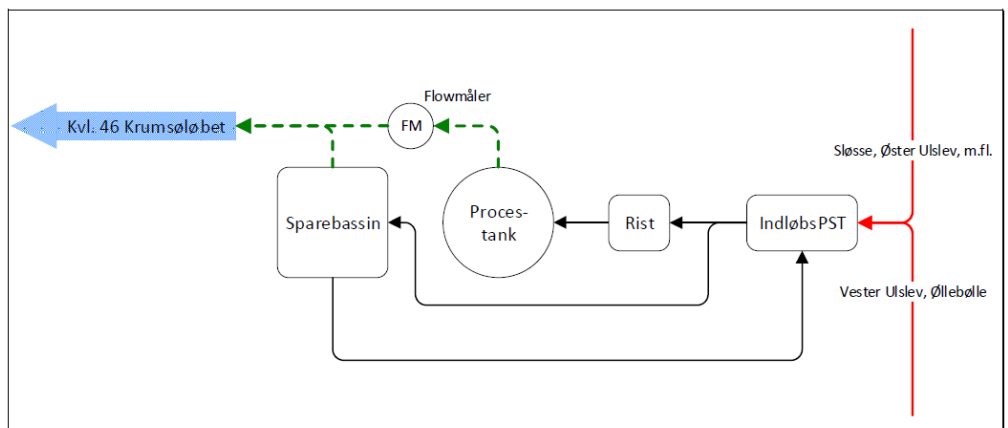 Flowmåler
Kvl. 46 Krumsøløbet
FM
Sløsse, Øster Ulslev, m.fl.
Sparebassin
Proces-
tank
Rist
IndløbsPST
Vester Ulslev, Øllebølle